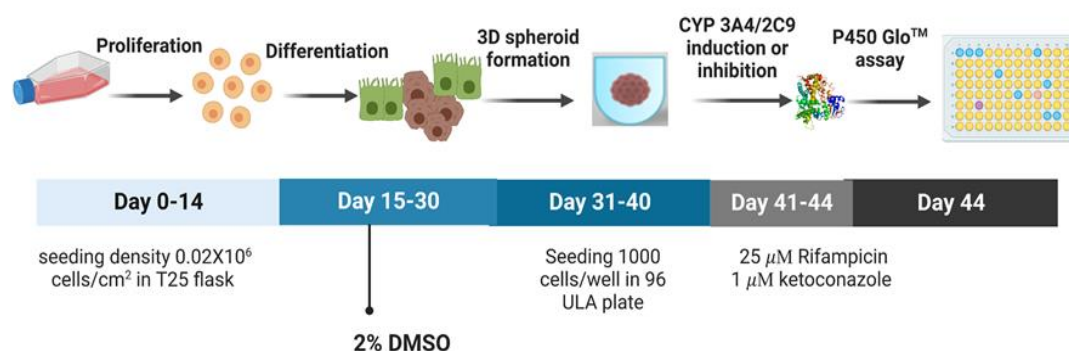 Proliferation
Differentiation
3D spheroid
formation
CYP 3A4/2C9
induction or
inhibition
P450 Glo™
assay
Day 0-14
Day 15-30
Day 31-40
Day 41-44
Day 44
seeding density 0.02X10⁶
cells/cm² in T25 flask
2% DMSO
Seeding 1000
cells/well in 96
ULA plate
25 μM Rifampicin
1 μM ketoconazole